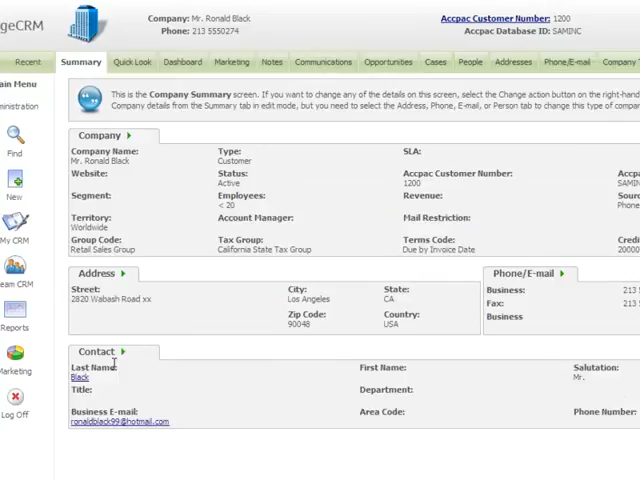 geCRM
Company: Mr. Ronald Black
Phone: 213 5550274
Accpac Customer Number: 1200
Accpac Database ID: SAMINC
Recent Summary Quick Look Dashboard Marketing Notes Communications Opportunities Cases People Addresses Phone/E-mail Company T
ain Menu
ministration
Find
New
My CRM
eam CRM
Reports
Marketing
Log Off
This is the Company Summary screen. If you want to change any of the details on this screen, select the Change action button on the right-hand
Company details from the Summary tab in edit mode, but you need to select the Address, Phone, E-mail, or Person tab to change this type of compa
Company
Company Name: Type: SLA:
Mr. Ronald Black Customer
Website: Status: Accpac Customer Number: Accpa
Active 1200 SAMIN
Segment: Employees: Revenue: Sourc
< 20 Phone
Territory: Account Manager: Mail Restriction:
Worldwide
Group Code: Tax Group: Terms Code: Credit
Retail Sales Group California State Tax Group Due by Invoice Date 20000
Address
Street: City: State:
2820 Wabash Road xx Los Angeles CA
Zip Code: Country:
90048 USA
Phone/E-mail
Business: 213 5
Fax: 213 5
Business
Contact
Last Name: First Name: Salutation:
Black Mr.
Title: Department:
Business E-mail: Area Code: Phone Number:
ronaldblack99@hotmail.com